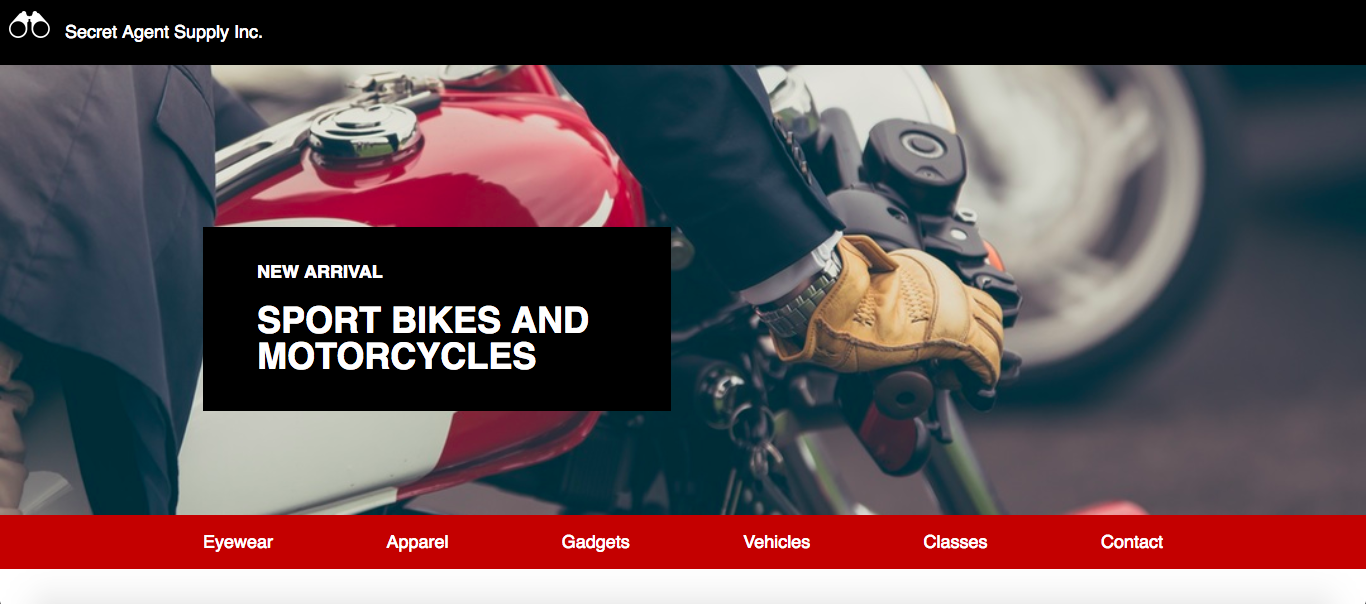 Secret Agent Supply Inc.
NEW ARRIVAL
SPORT BIKES AND
MOTORCYCLES
Eyewear Apparel Gadgets Vehicles Classes Contact